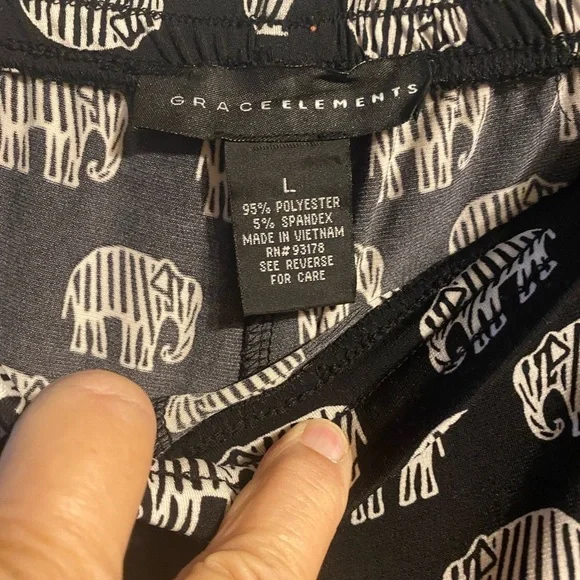 GRACEELEMENTS
L
95% POLYESTER
5% SPANDEX
MADE IN VIETNAM
RN#93178
SEE REVERSE
FOR CARE